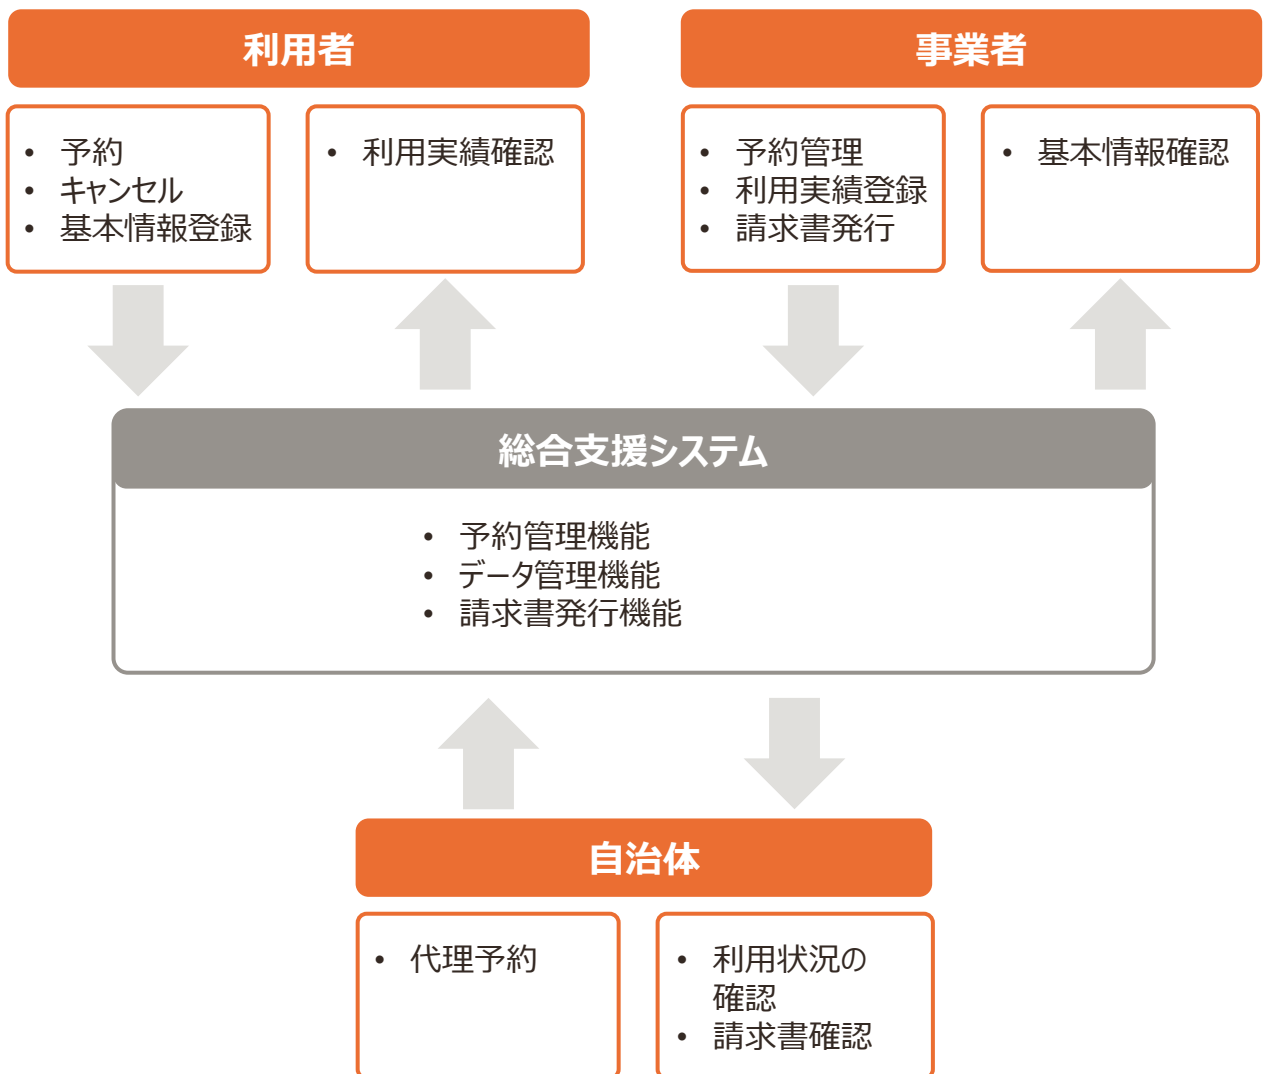 利用者
事業者
• 予約
• キャンセル
• 基本情報登録
• 利用実績確認
• 予約管理
• 利用実績登録
• 請求書発行
• 基本情報確認
総合支援システム
• 予約管理機能
• データ管理機能
• 請求書発行機能
自治体
• 代理予約
• 利用状況の
確認
• 請求書確認